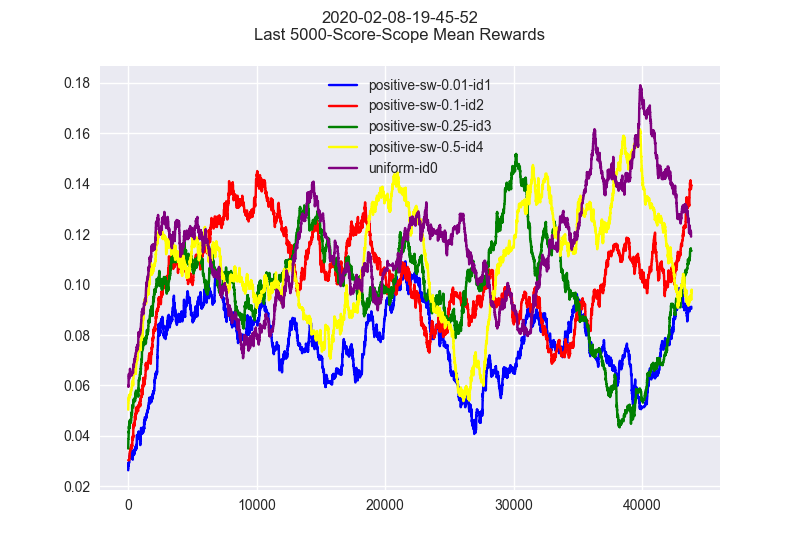 2020-02-08-19-45-52
Last 5000-Score-Scope Mean Rewards
0.18
0.16
0.14
0.12
0.10
0.08
0.06
0.04
0.02
positive-sw-0.01-id1
positive-sw-0.1-id2
positive-sw-0.25-id3
positive-sw-0.5-id4
uniform-id0
0
10000
20000
30000
40000